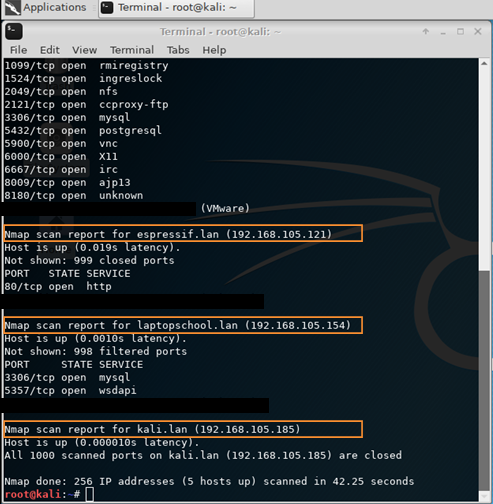 Applications
Terminal - root@kali: ~
Terminal - root@kali: ~
File Edit View Terminal Tabs Help
1099/tcp open  rmiregistry
1524/tcp open  ingreslock
2049/tcp open  nfs
2121/tcp open  ccproxy-ftp
3306/tcp open  mysql
5432/tcp open  postgresql
5900/tcp open  vnc
6000/tcp open  X11
6667/tcp open  irc
8009/tcp open  ajp13
8180/tcp open  unknown
(VMware)
Nmap scan report for espressif.lan (192.168.105.121)
Host is up (0.019s latency).
Not shown: 999 closed ports
PORT   STATE SERVICE
80/tcp open  http
Nmap scan report for laptopschool.lan (192.168.105.154)
Host is up (0.0010s latency).
Not shown: 998 filtered ports
PORT     STATE SERVICE
3306/tcp open  mysql
5357/tcp open  wsdapi
Nmap scan report for kali.lan (192.168.105.185)
Host is up (0.000010s latency).
All 1000 scanned ports on kali.lan (192.168.105.185) are closed
Nmap done: 256 IP addresses (5 hosts up) scanned in 42.25 seconds
root@kali:~#